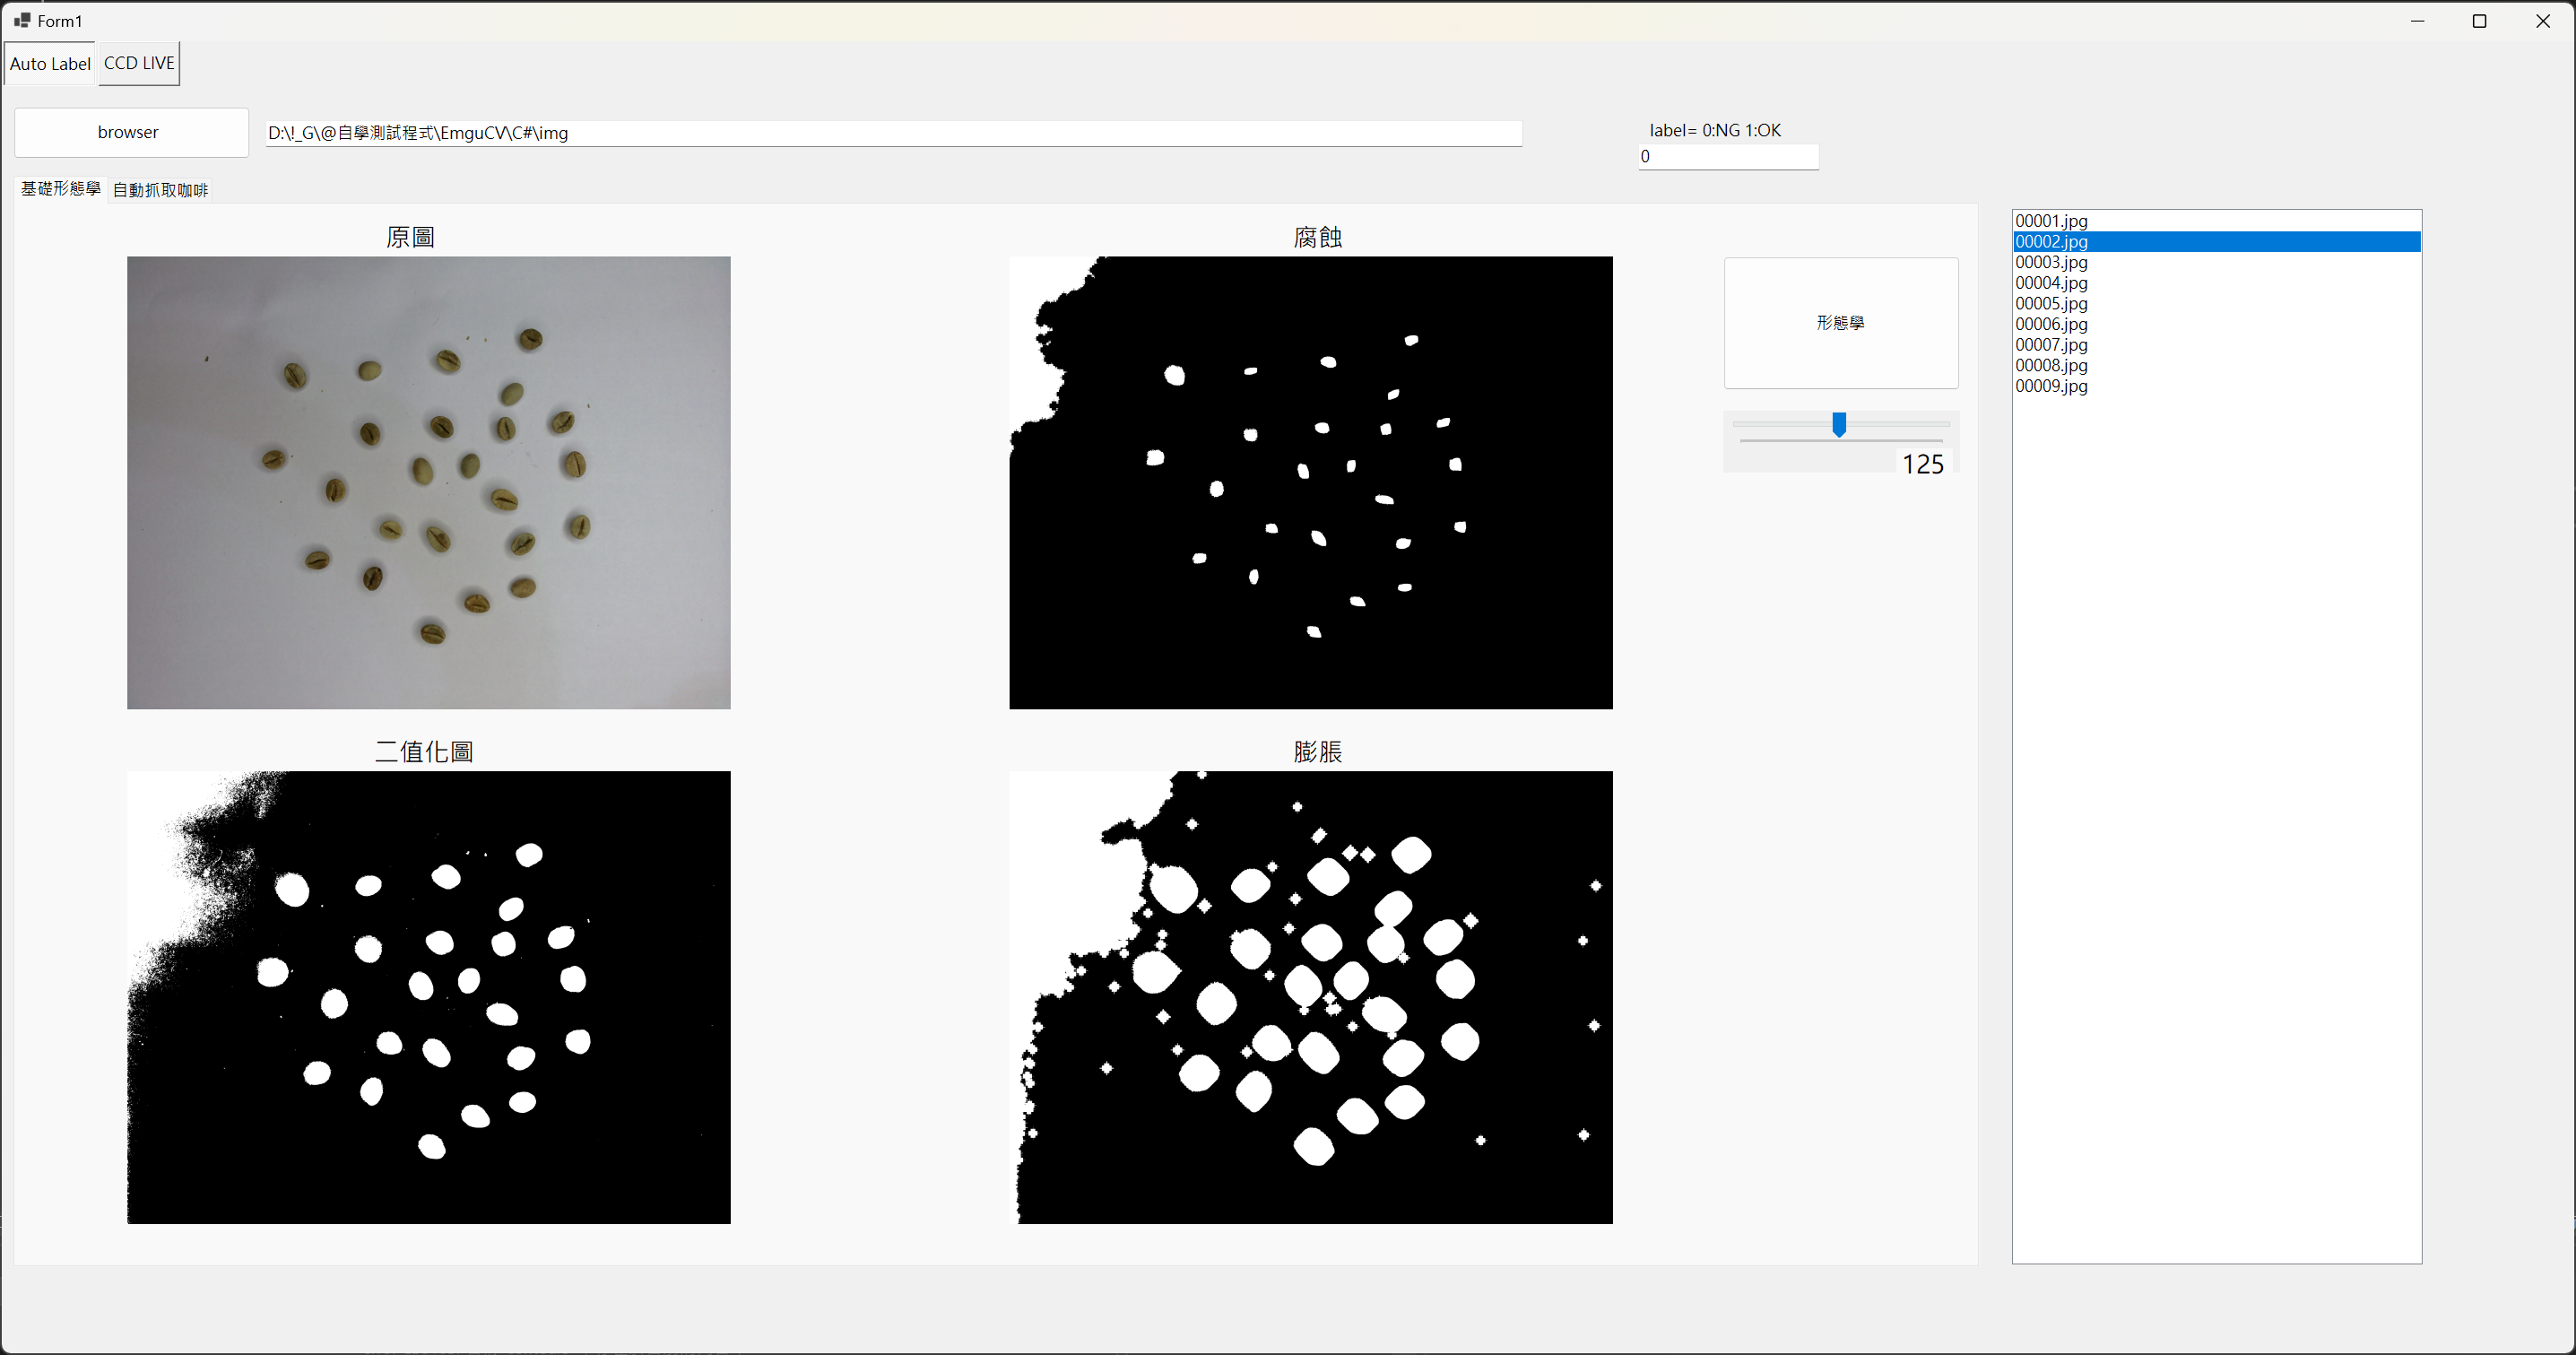 Form1
Auto Label
CCD LIVE
browser
D:\!_G\@自學測試程式\EmguCV\C#\img
label= 0:NG 1:OK
0
基礎形態學
自動抓取咖啡
原圖
腐蝕
形態學
125
二值化圖
膨脹
00001.jpg
00002.jpg
00003.jpg
00004.jpg
00005.jpg
00006.jpg
00007.jpg
00008.jpg
00009.jpg